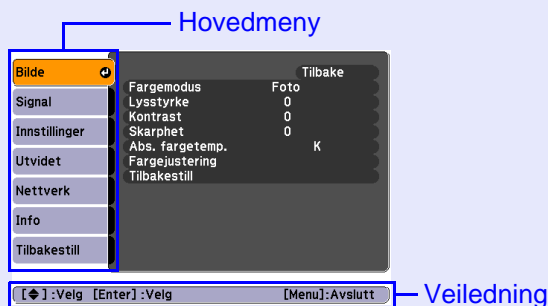 Hovedmeny
Bilde
Signal
Innstillinger
Utvidet
Nettverk
Info
Tilbakestill
Tilbake
Fargemodus Foto
Lysstyrke 0
Kontrast 0
Skarphet 0
Abs. fargetemp. K
Fargejustering
Tilbakestill
[◆]:Velg [Enter]:Velg [Menu]:Avslutt
Veiledning